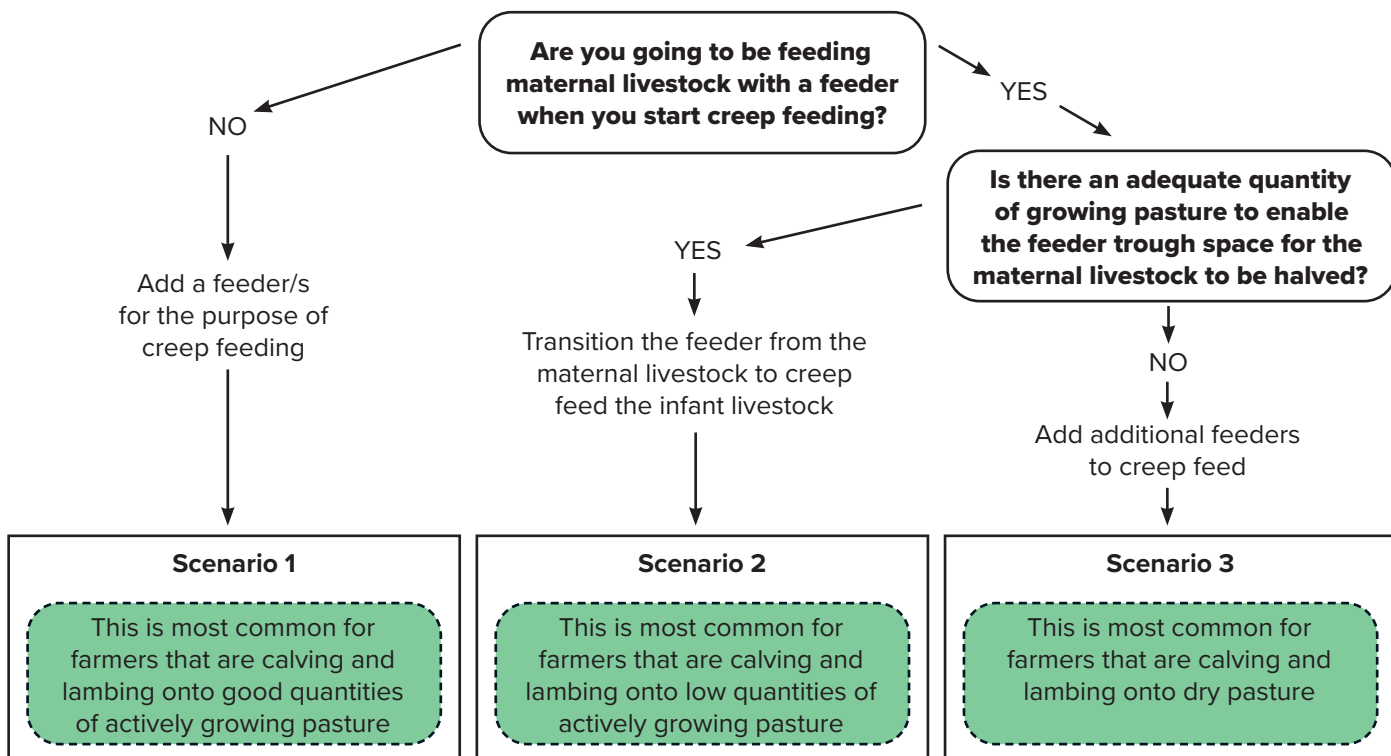 Are you going to be feeding
maternal livestock with a feeder
when you start creep feeding?
NO
YES
Is there an adequate quantity
of growing pasture to enable
the feeder trough space for the
maternal livestock to be halved?
YES
NO
Add a feeder/s
for the purpose of
creep feeding
Transition the feeder from the
maternal livestock to creep
feed the infant livestock
Add additional feeders
to creep feed
Scenario 1
This is most common for
farmers that are calving and
lambing onto good quantities
of actively growing pasture
Scenario 2
This is most common for
farmers that are calving and
lambing onto low quantities of
actively growing pasture
Scenario 3
This is most common for
farmers that are calving and
lambing onto dry pasture